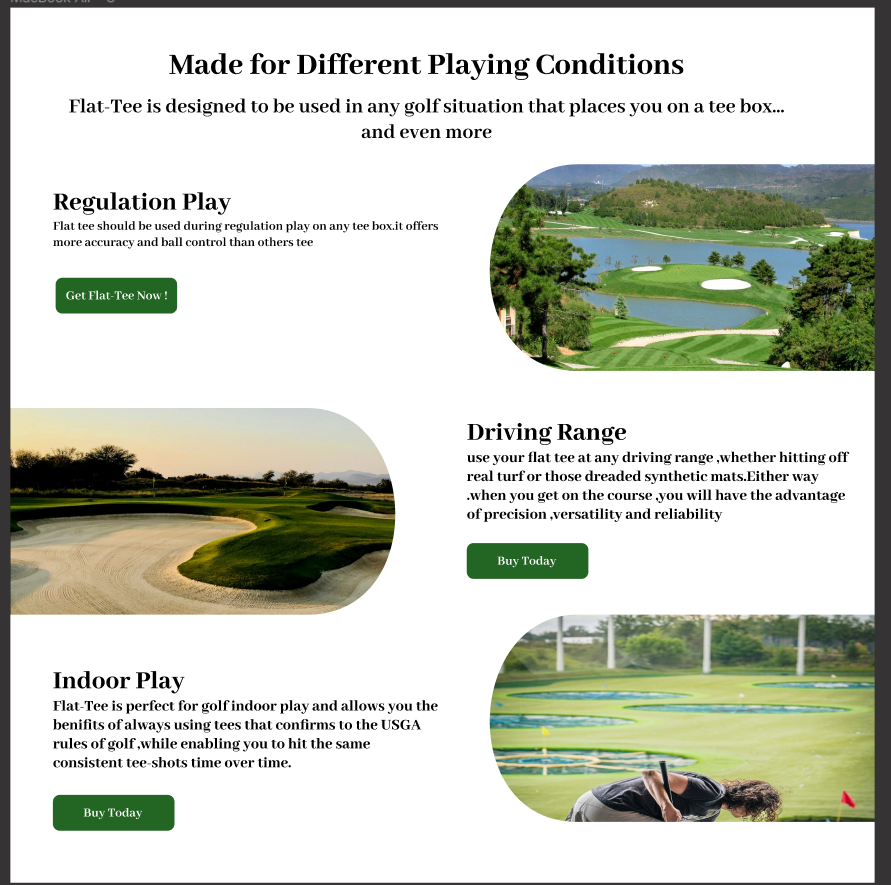 Made for Different Playing Conditions
Flat-Tee is designed to be used in any golf situation that places you on a tee box...
and even more
Regulation Play
Flat tee should be used during regulation play on any tee box.it offers
more accuracy and ball control than others tee
Get Flat-Tee Now !
Driving Range
use your flat tee at any driving range ,whether hitting off
real turf or those dreaded synthetic mats.Either way
.when you get on the course ,you will have the advantage
of precision ,versatility and reliability
Buy Today
Indoor Play
Flat-Tee is perfect for golf indoor play and allows you the
benifits of always using tees that confirms to the USGA
rules of golf ,while enabling you to hit the same
consistent tee-shots time over time.
Buy Today